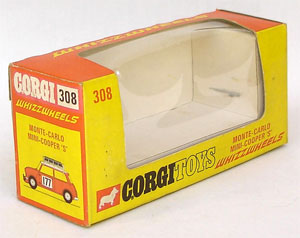 CORGI 308
WHIZZWHEELS
MONTE-CARLO
MINI-COOPER 'S'
177
308
MONTE-CARLO
MINI-COOPER 'S'
CORGI TOYS WHIZZWHEELS